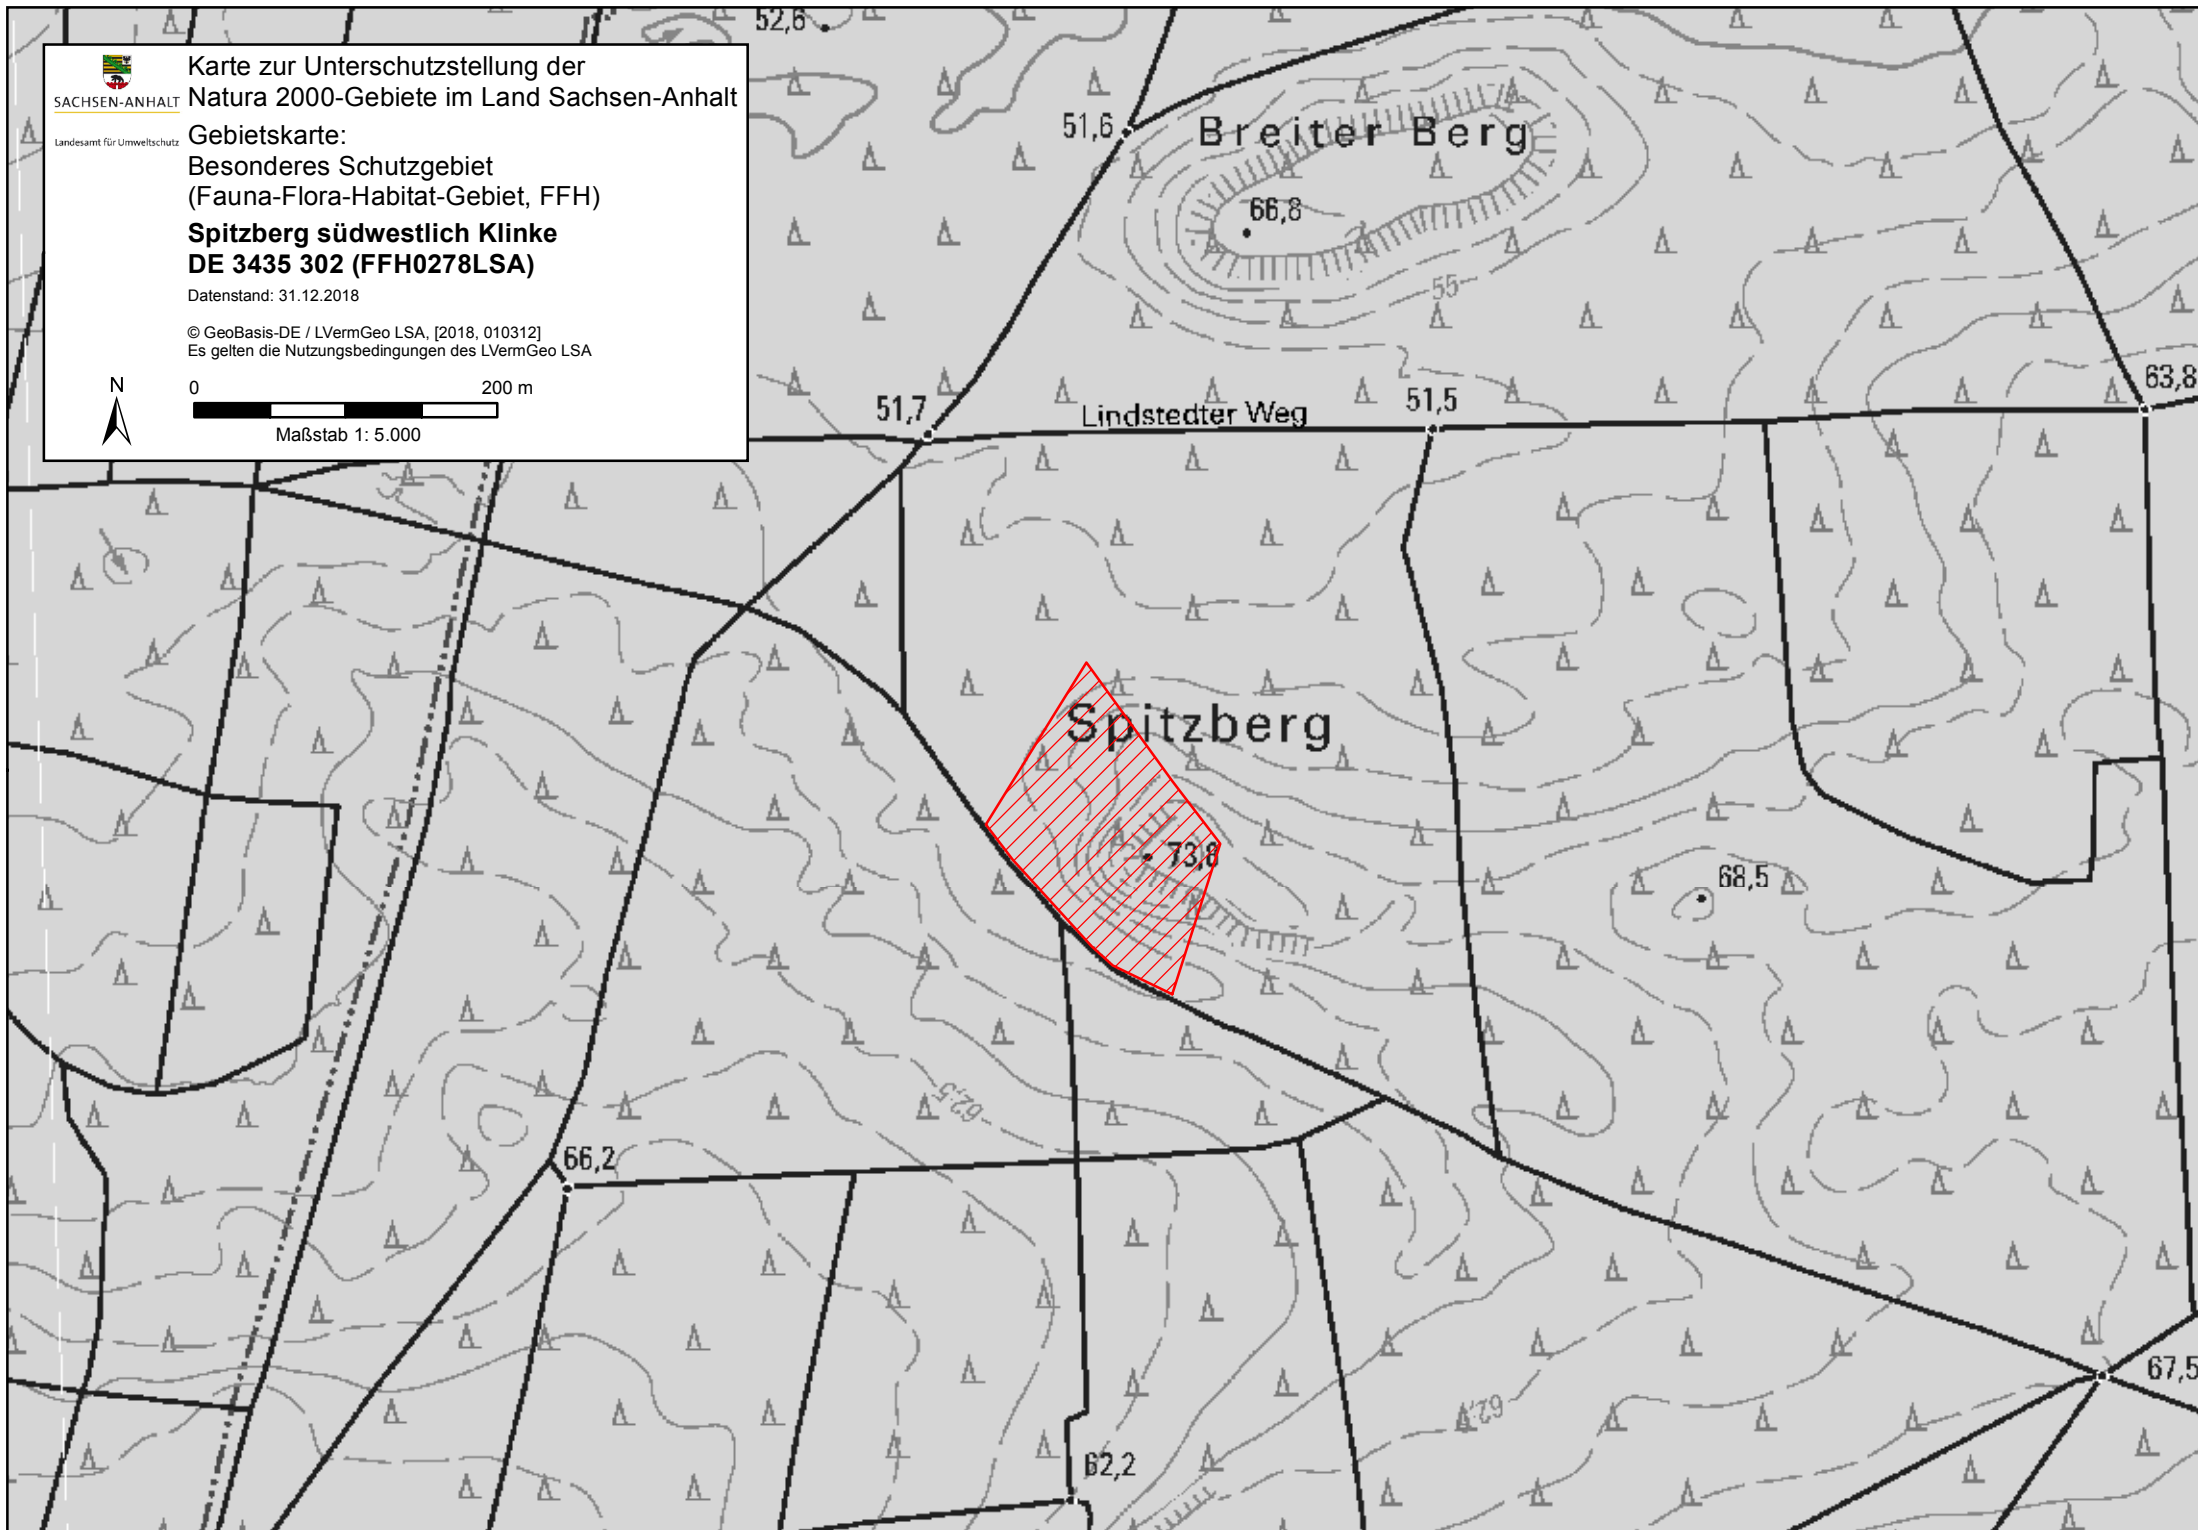 SACHSEN-ANHALT
Landesamt für Umweltschutz
Karte zur Unterschutzstellung der
Natura 2000-Gebiete im Land Sachsen-Anhalt
Gebietskarte:
Besonderes Schutzgebiet
(Fauna-Flora-Habitat-Gebiet, FFH)
Spitzberg südwestlich Klinke
DE 3435 302 (FFH0278LSA)
Datenstand: 31.12.2018
© GeoBasis-DE / LVermGeo LSA, [2018, 010312]
Es gelten die Nutzungsbedingungen des LVermGeo LSA
N
0 200 m
Maßstab 1: 5.000
52,6
51,6
Breiter Berg
66,8
55
63,8
51,7
Lindstedter Weg
51,5
Spitzberg
73,8
68,5
62,5
66,2
67,5
62,2